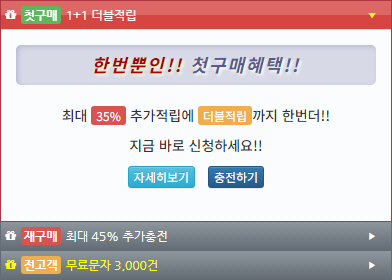 첫구매 1+1 더블적립
한번뿐인!! 첫구매혜택!!
최대 35% 추가적립에 더블적립까지 한번더!!
지금 바로 신청하세요!!
자세히보기 충전하기
재구매 최대 45% 추가충전
전고객 무료문자 3,000건